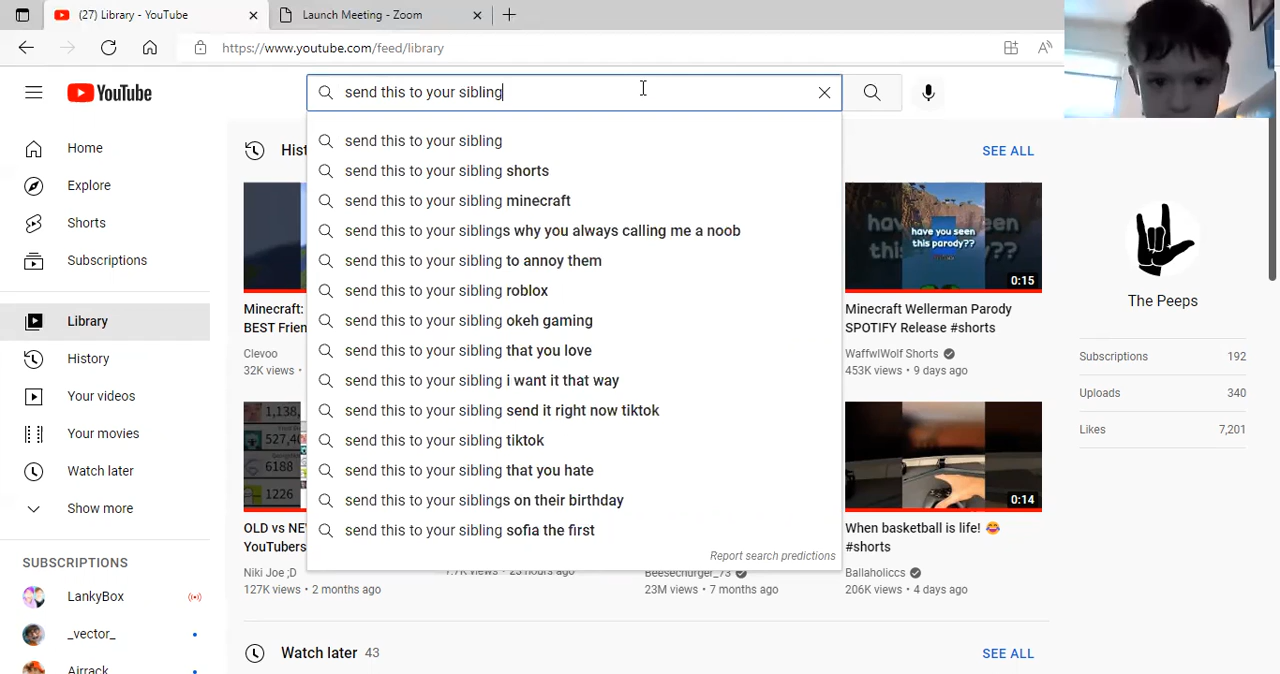 (27) Library - YouTube
Launch Meeting - Zoom
https://www.youtube.com/feed/library
YouTube
send this to your sibling
Home
Explore
Shorts
Subscriptions
Library
History
Your videos
Your movies
Watch later
Show more
SUBSCRIPTIONS
LankyBox
_vector_
Airrack
send this to your sibling
send this to your sibling shorts
send this to your sibling minecraft
send this to your siblings why you always calling me a noob
send this to your sibling to annoy them
send this to your sibling roblox
send this to your sibling okeh gaming
send this to your sibling that you love
send this to your sibling i want it that way
send this to your sibling send it right now tiktok
send this to your sibling tiktok
send this to your sibling that you hate
send this to your siblings on their birthday
send this to your sibling sofia the first
Report search predictions
SEE ALL
Minecraft:
BEST
Clevoo
32K views •
1,138,
527,4
6188
1226
OLD vs
YouTubers
Niki Joe ;D
127K views • 2 months ago
23M views • 7 months ago
have you seen
this parody??
0:15
Minecraft Wellerman Parody
SPOTIFY Release #shorts
WaffwlWolf Shorts
453K views • 9 days ago
0:14
When basketball is life! 😂
#shorts
Ballaholiccs
206K views • 4 days ago
Watch later 43
SEE ALL
The Peeps
Subscriptions 192
Uploads 340
Likes 7,201